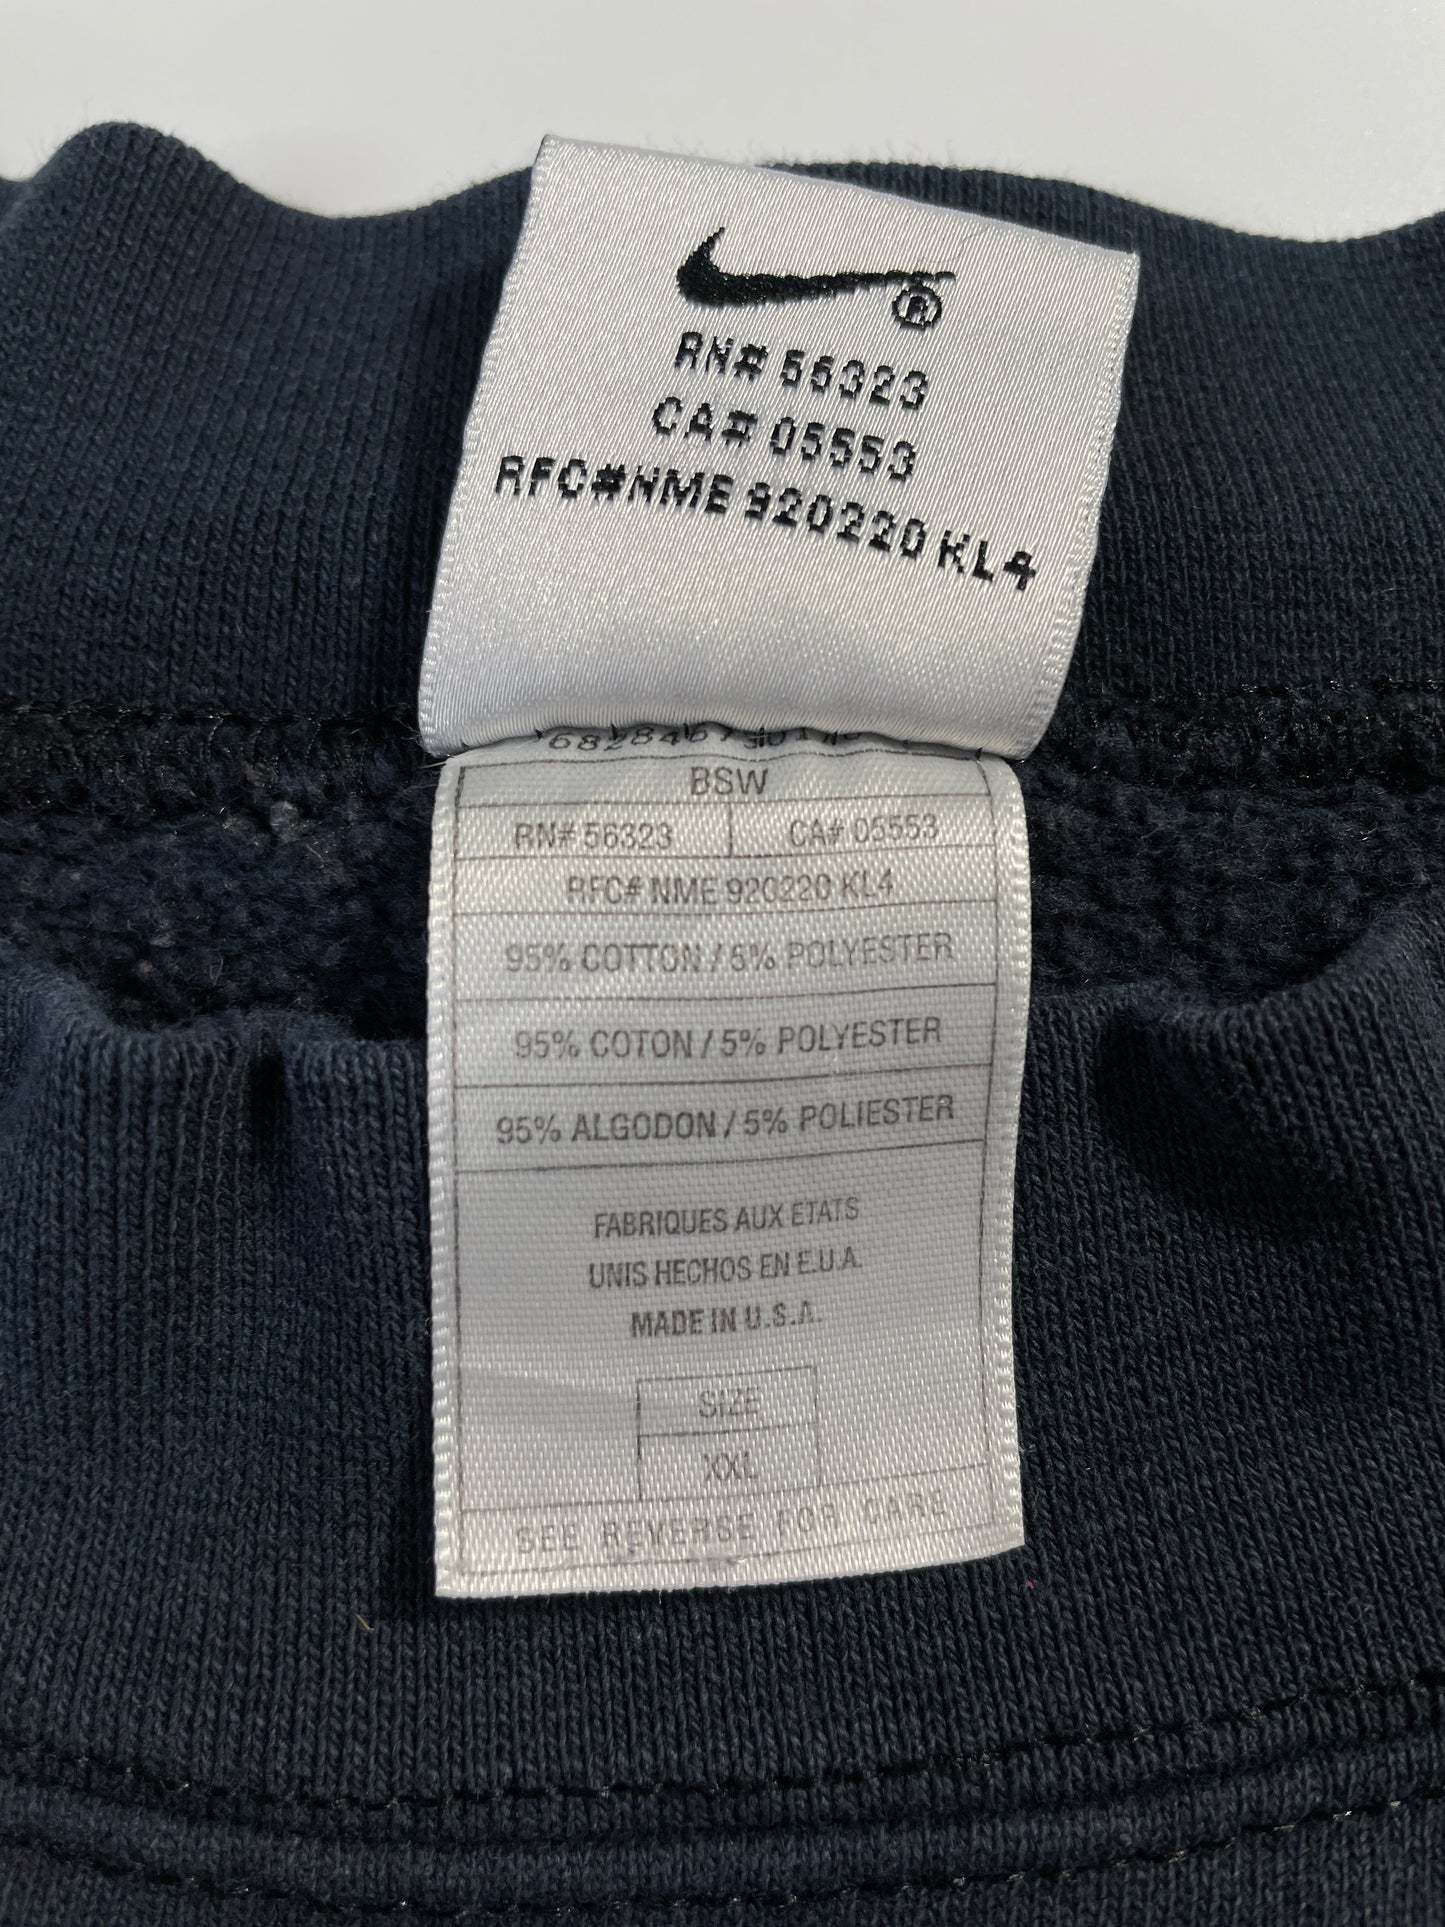 ®
RN# 56323
CA# 05553
RFC#NME 920220 KL4
BSW
RN# 56323 CA# 05553
RFC# NME 920220 KL4
95% COTTON / 5% POLYESTER
95% COTON / 5% POLYESTER
95% ALGODON / 5% POLIESTER
FABRIQUES AUX ETATS
UNIS HECHOS EN E.U.A.
MADE IN U.S.A.
SIZE
XXL
SEE REVERSE FOR CARE